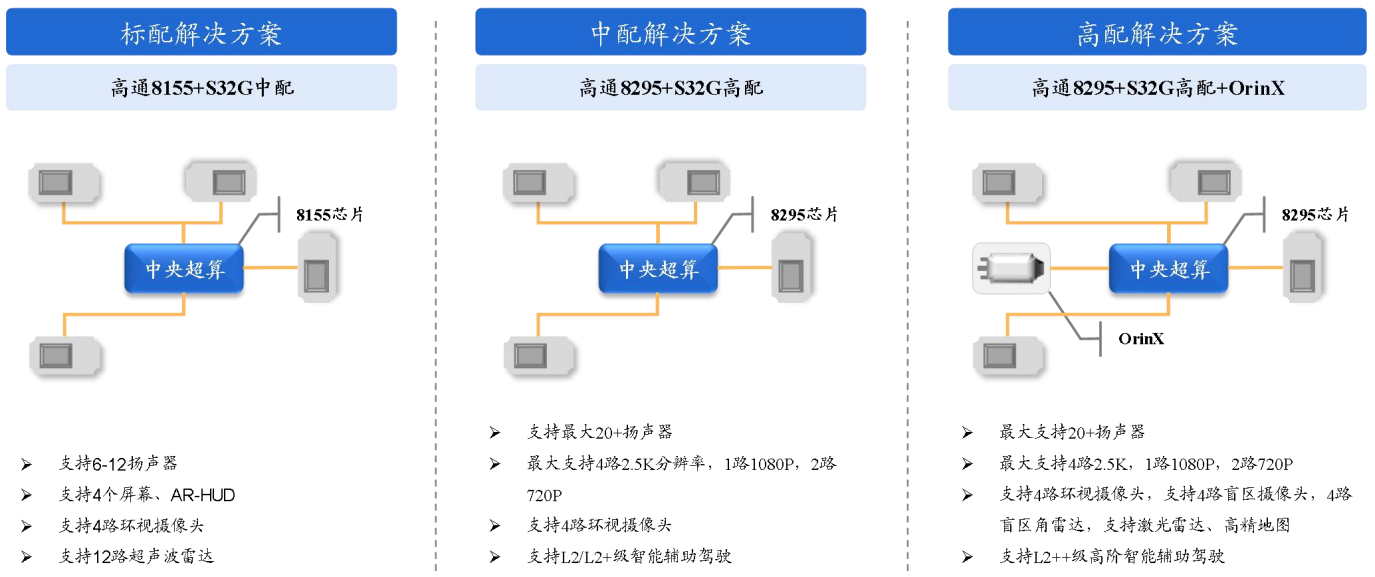 标配解决方案
高通8155+S32G中配
8155芯片
中央超算
➢ 支持6-12扬声器
➢ 支持4个屏幕、AR-HUD
➢ 支持4路环视摄像头
➢ 支持12路超声波雷达
中配解决方案
高通8295+S32G高配
8295芯片
中央超算
➢ 支持最大20+扬声器
➢ 最大支持4路2.5K分辨率，1路1080P，2路
720P
➢ 支持4路环视摄像头
➢ 支持L2/L2+级智能辅助驾驶
高配解决方案
高通8295+S32G高配+OrinX
8295芯片
中央超算
OrinX
➢ 最大支持20+扬声器
➢ 最大支持4路2.5K，1路1080P，2路720P
➢ 支持4路环视摄像头，支持4路盲区摄像头，4路
盲区角雷达，支持激光雷达、高精地图
➢ 支持L2++级高阶智能辅助驾驶